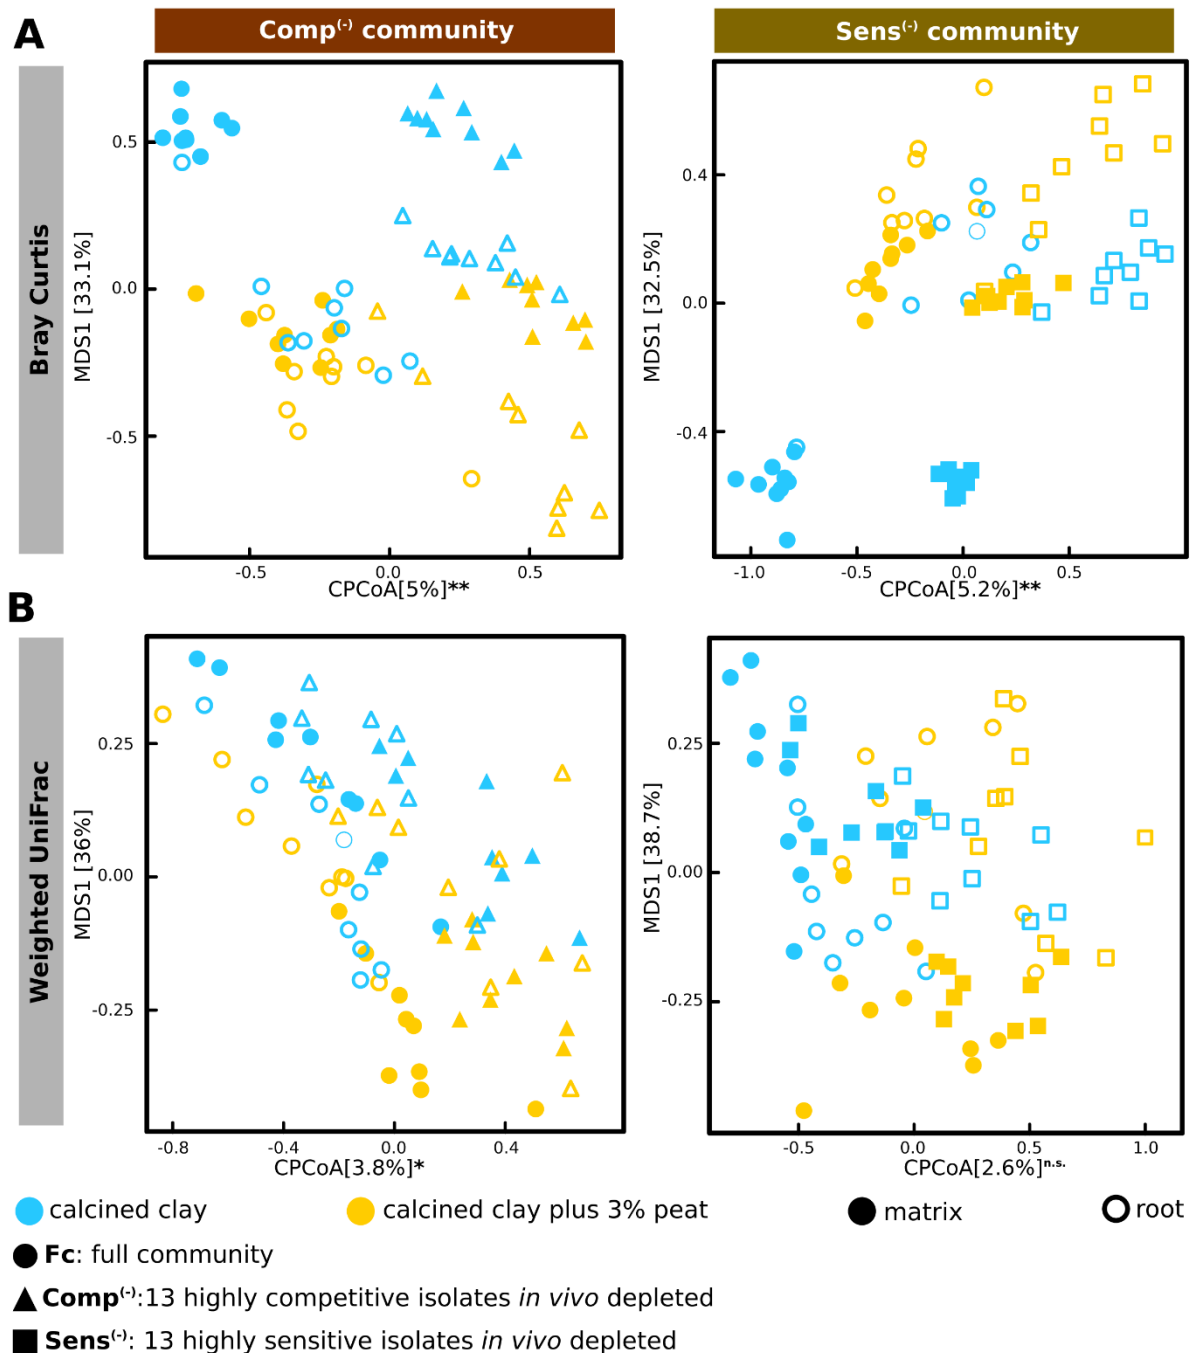 A
Comp(-) community
Sens(-) community
Bray Curtis
MDS1 [33.1%]
0.5
0.0
-0.5
-0.5
0.0
0.5
CPCoA[5%]**
MDS1 [32.5%]
0.4
0.0
-0.4
-1.0
-0.5
0.0
0.5
CPCoA[5.2%]**
B
Weighted UniFrac
MDS1 [36%]
0.25
0.00
-0.25
-0.8
-0.4
0.0
0.4
CPCoA[3.8%]*
MDS1 [38.7%]
0.25
0.00
-0.25
-0.5
0.0
0.5
1.0
CPCoA[2.6%]n.s.
calcined clay
calcined clay plus 3% peat
matrix
root
Fc: full community
Comp(-):13 highly competitive isolates in vivo depleted
Sens(-): 13 highly sensitive isolates in vivo depleted